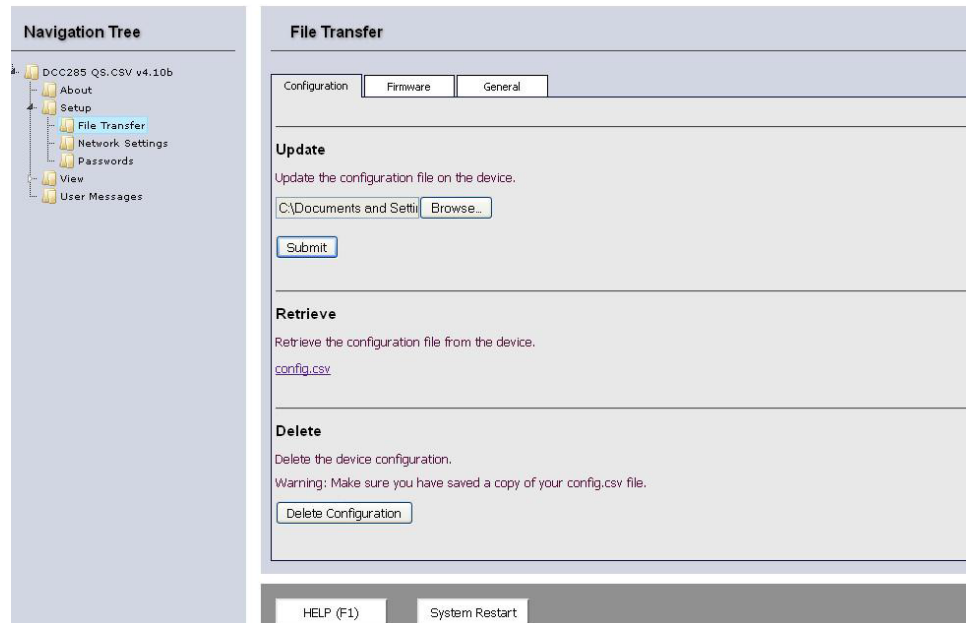 Navigation Tree
DCC285 QS.CSV v4.10b
About
Setup
File Transfer
Network Settings
Passwords
View
User Messages
File Transfer
Configuration
Firmware
General
Update
Update the configuration file on the device.
C:\Documents and Settin Browse...
Submit
Retrieve
Retrieve the configuration file from the device.
config.csv
Delete
Delete the device configuration.
Warning: Make sure you have saved a copy of your config.csv file.
Delete Configuration
HELP (F1)
System Restart